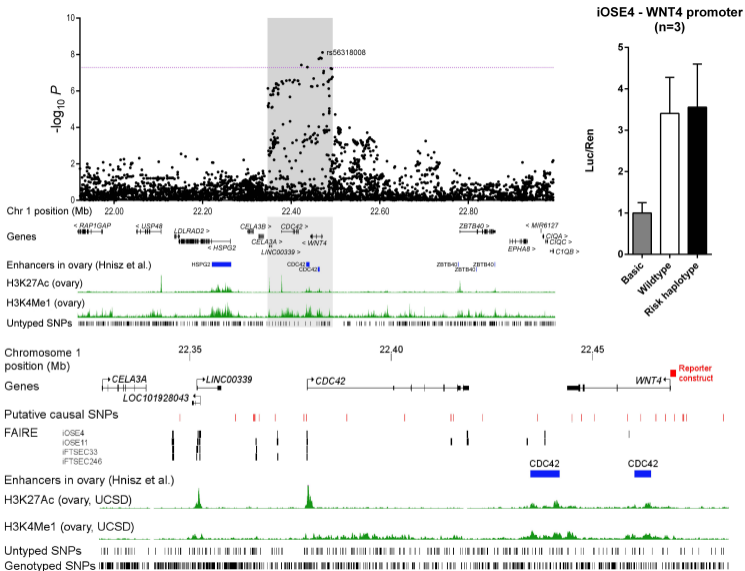 iOSE4 - WNT4 promoter
(n=3)
10
8
6
4
2
0
-log10 P
rs56318008
5
4
3
2
1
0
Luc/Ren
Basic
Wildtype
Risk haplotype
Chr 1 position (Mb)
22.00
22.20
22.40
22.60
22.80
Genes
< RAP1GAP
< USP48
LDLRAD2 >
< HSPG2
CELA3B >
CELA3A >
LINC00339 >
CDC42 >
< WNT4
ZBTB40 >
EPHA8 >
< MIR6127
C1QA >
C1QC >
< C1QB >
Enhancers in ovary (Hnisz et al.)
HSPG2
CDC42
CDC42
ZBTB40
ZBTB40
ZBTB40
H3K27Ac (ovary)
H3K4Me1 (ovary)
Untyped SNPs
Chromosome 1
position (Mb)
22.35
22.40
22.45
Genes
CELA3A
LINC00339
LOC101928043
CDC42
WNT4
Reporter
construct
Putative causal SNPs
FAIRE
iOSE4
iOSE11
iFTSEC33
iFTSEC246
Enhancers in ovary (Hnisz et al.)
CDC42
CDC42
H3K27Ac (ovary, UCSD)
H3K4Me1 (ovary, UCSD)
Untyped SNPs
Genotyped SNPs